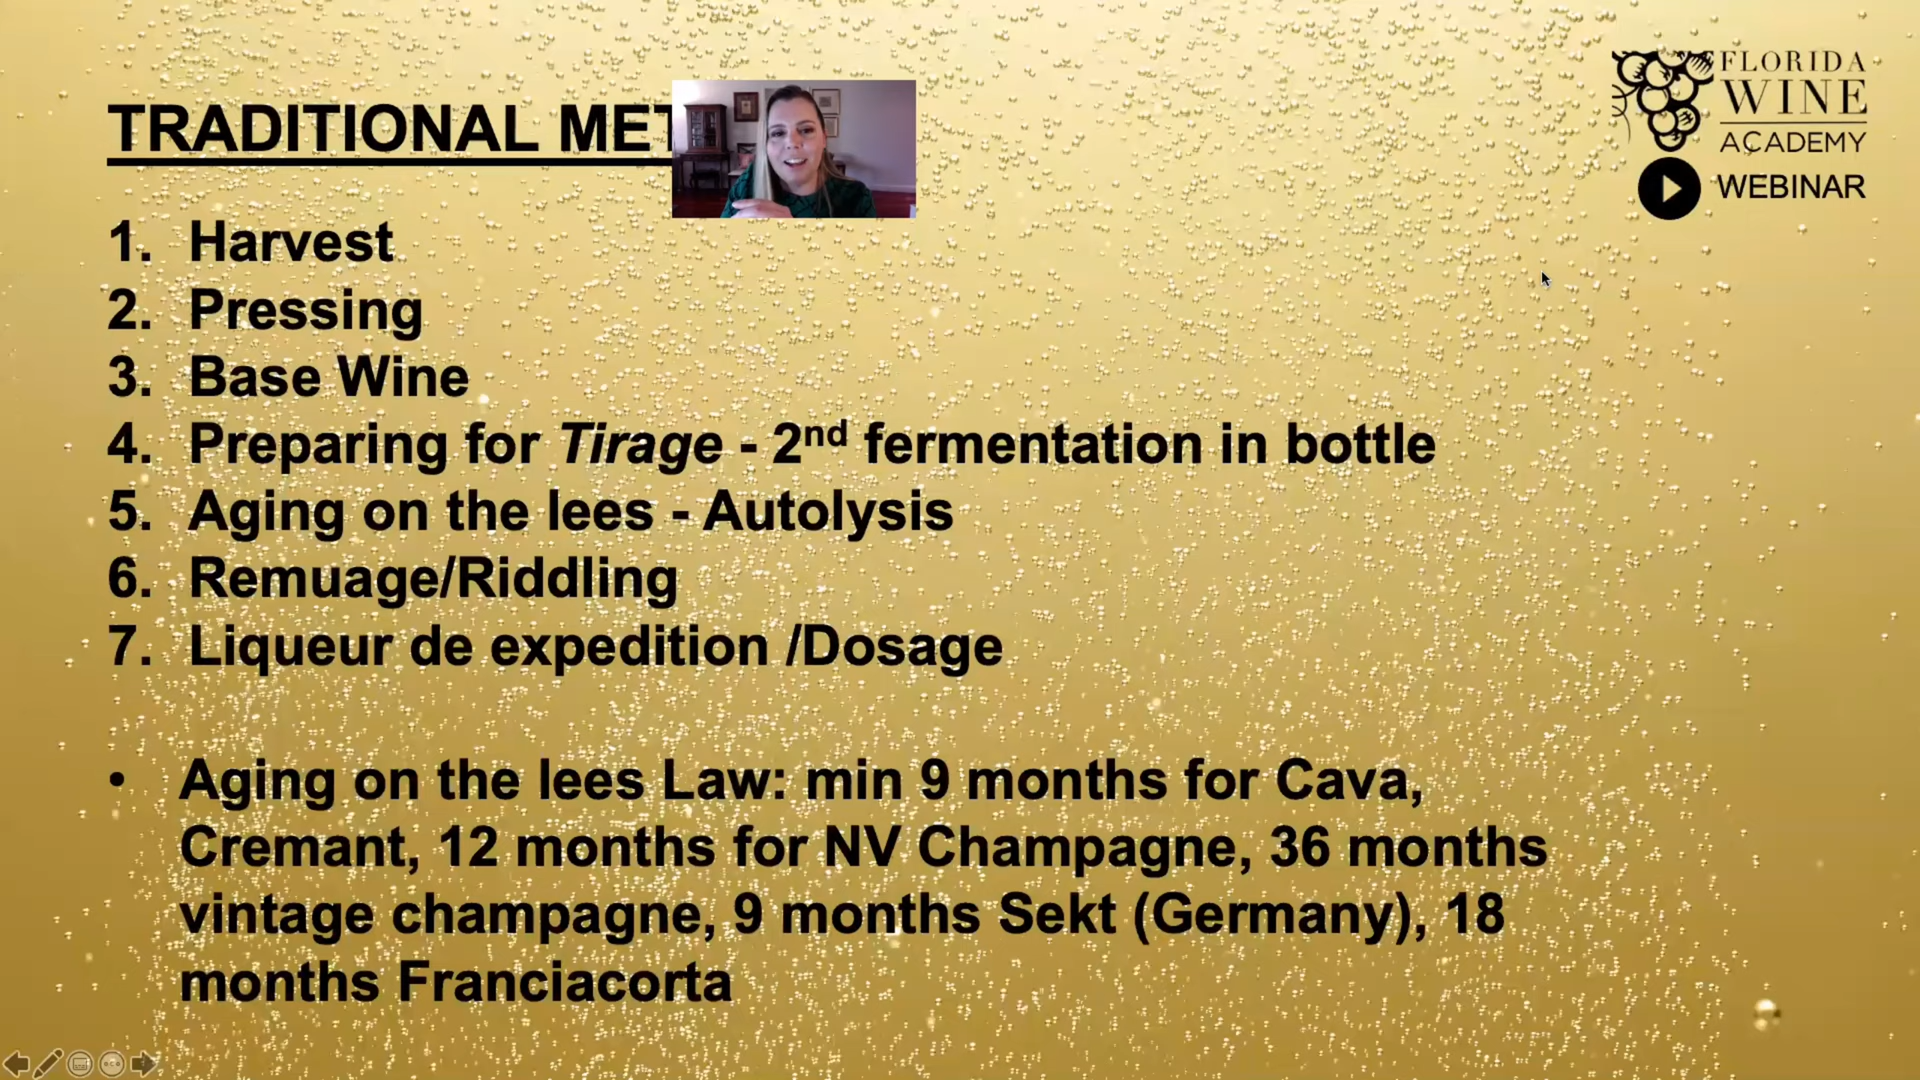 TRADITIONAL MET
FLORIDA
WINE
ACADEMY
WEBINAR
1. Harvest
2. Pressing
3. Base Wine
4. Preparing for Tirage - 2nd fermentation in bottle
5. Aging on the lees - Autolysis
6. Remuage/Riddling
7. Liqueur de expedition /Dosage
• Aging on the lees Law: min 9 months for Cava,
Cremant, 12 months for NV Champagne, 36 months
vintage champagne, 9 months Sekt (Germany), 18
months Franciacorta